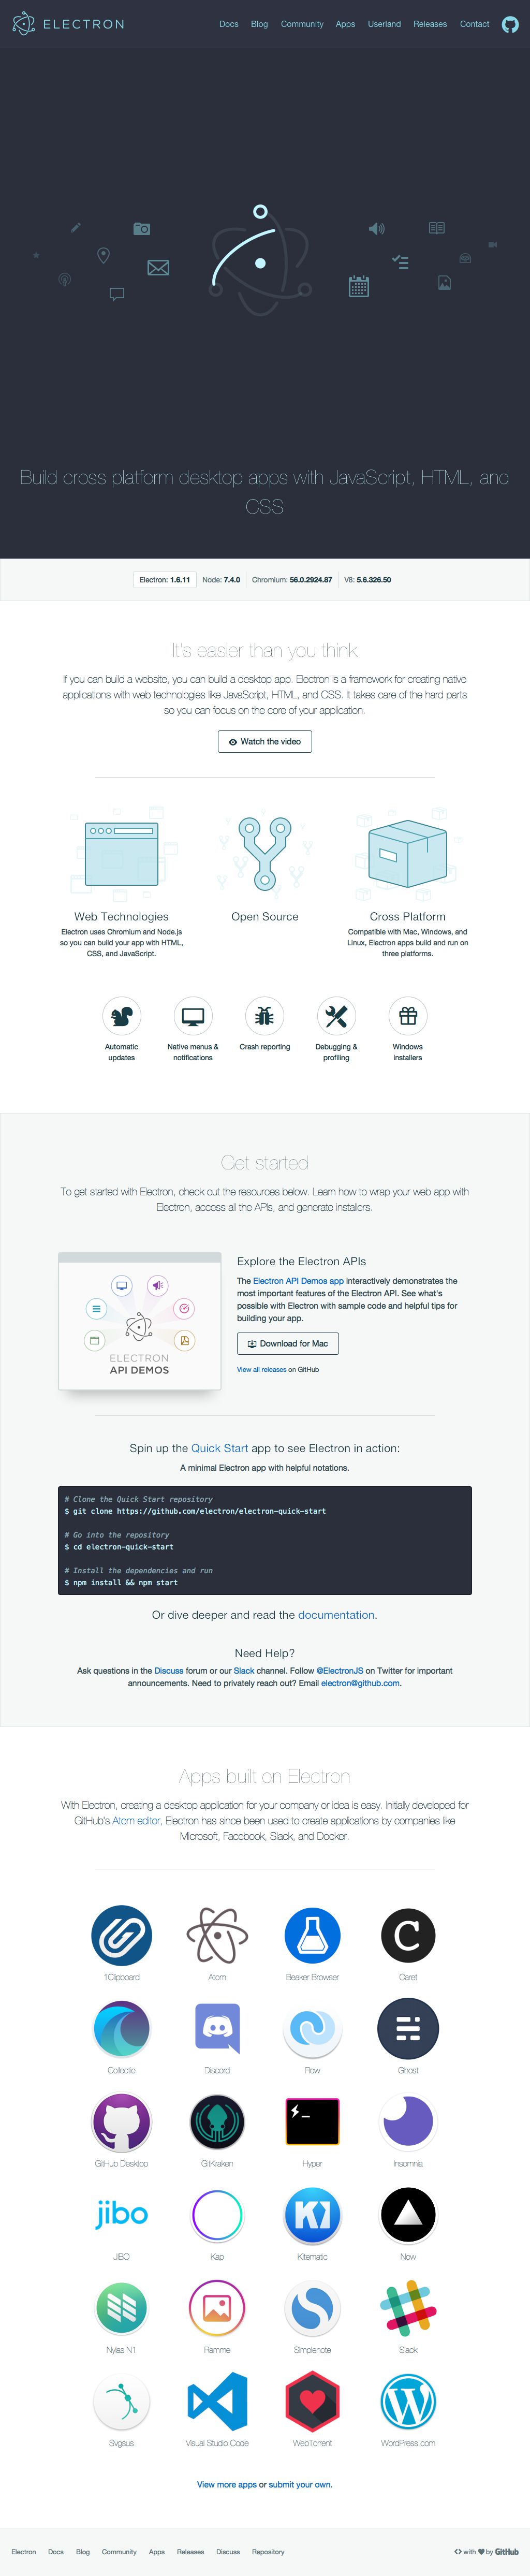 ELECTRON
Docs Blog Community Apps Userland Releases Contact
Build cross platform desktop apps with JavaScript, HTML, and
CSS
Electron: 1.6.11 Node: 7.4.0 Chromium: 56.0.2924.87 V8: 5.6.326.50
It's easier than you think
If you can build a website, you can build a desktop app. Electron is a framework for creating native
applications with web technologies like JavaScript, HTML, and CSS. It takes care of the hard parts
so you can focus on the core of your application.
Watch the video
Web Technologies
Electron uses Chromium and Node.js
so you can build your app with HTML,
CSS, and JavaScript.
Open Source
Cross Platform
Compatible with Mac, Windows, and
Linux, Electron apps build and run on
three platforms.
Automatic
updates
Native menus &
notifications
Crash reporting
Debugging &
profiling
Windows
installers
Get started
To get started with Electron, check out the resources below. Learn how to wrap your web app with
Electron, access all the APIs, and generate installers.
ELECTRON
API DEMOS
Explore the Electron APIs
The Electron API Demos app interactively demonstrates the
most important features of the Electron API. See what's
possible with Electron with sample code and helpful tips for
building your app.
Download for Mac
View all releases on GitHub
Spin up the Quick Start app to see Electron in action:
A minimal Electron app with helpful notations.
# Clone the Quick Start repository
$ git clone https://github.com/electron/electron-quick-start
# Go into the repository
$ cd electron-quick-start
# Install the dependencies and run
$ npm install && npm start
Or dive deeper and read the documentation.
Need Help?
Ask questions in the Discuss forum or our Slack channel. Follow @ElectronJS on Twitter for important
announcements. Need to privately reach out? Email electron@github.com.
Apps built on Electron
With Electron, creating a desktop application for your company or idea is easy. Initially developed for
GitHub's Atom editor, Electron has since been used to create applications by companies like
Microsoft, Facebook, Slack, and Docker.
1Clipboard Atom Beaker Browser Caret
Collectie Discord Flow Ghost
GitHub Desktop GitKraken Hyper Insomnia
jibo
JIBO Kap Kitematic Now
Nylas N1 Ramme Simplenote Slack
Svgsus Visual Studio Code WebTorrent WordPress.com
View more apps or submit your own.
Electron Docs Blog Community Apps Releases Discuss Repository
with by GitHub